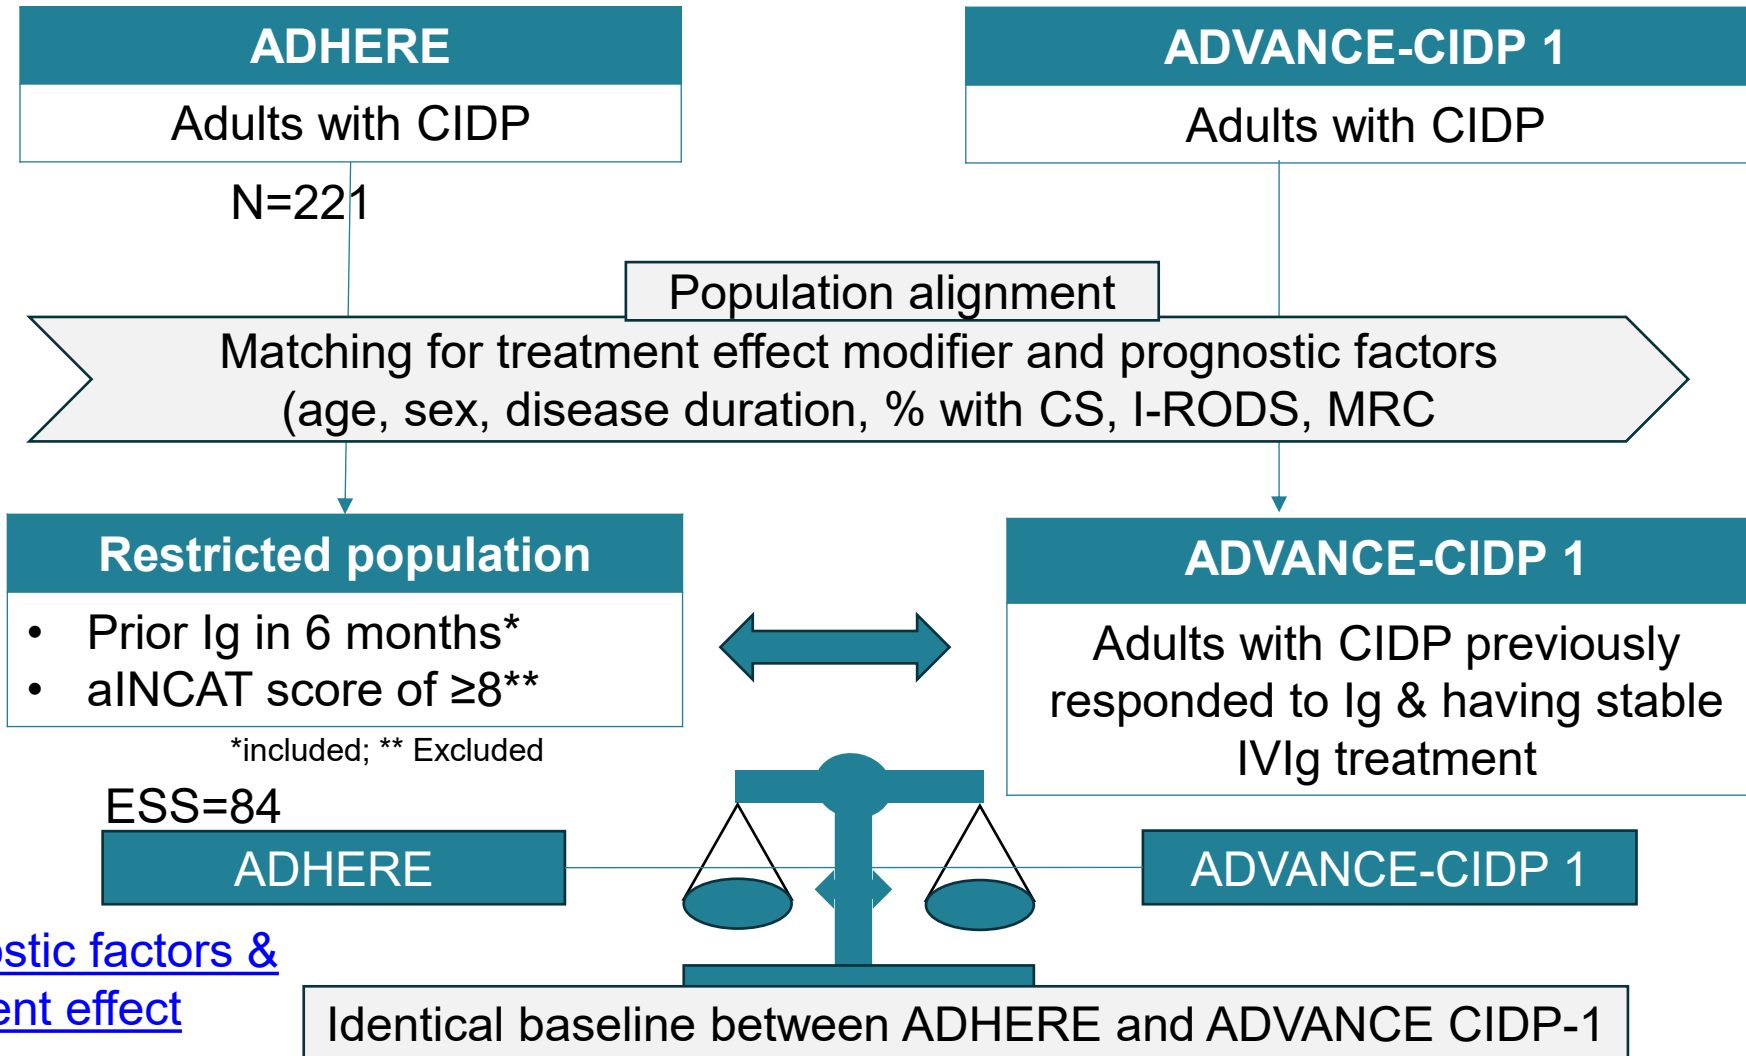 ADHERE
Adults with CIDP
N=221
ADVANCE-CIDP 1
Adults with CIDP
Population alignment
Matching for treatment effect modifier and prognostic factors
(age, sex, disease duration, % with CS, I-RODS, MRC
Restricted population
• Prior Ig in 6 months*
• aINCAT score of ≥8**
*included; ** Excluded
ESS=84
ADVANCE-CIDP 1
Adults with CIDP previously
responded to Ig & having stable
IVIg treatment
ADHERE
ADVANCE-CIDP 1
factors &
effect
Identical baseline between ADHERE and ADVANCE CIDP-1